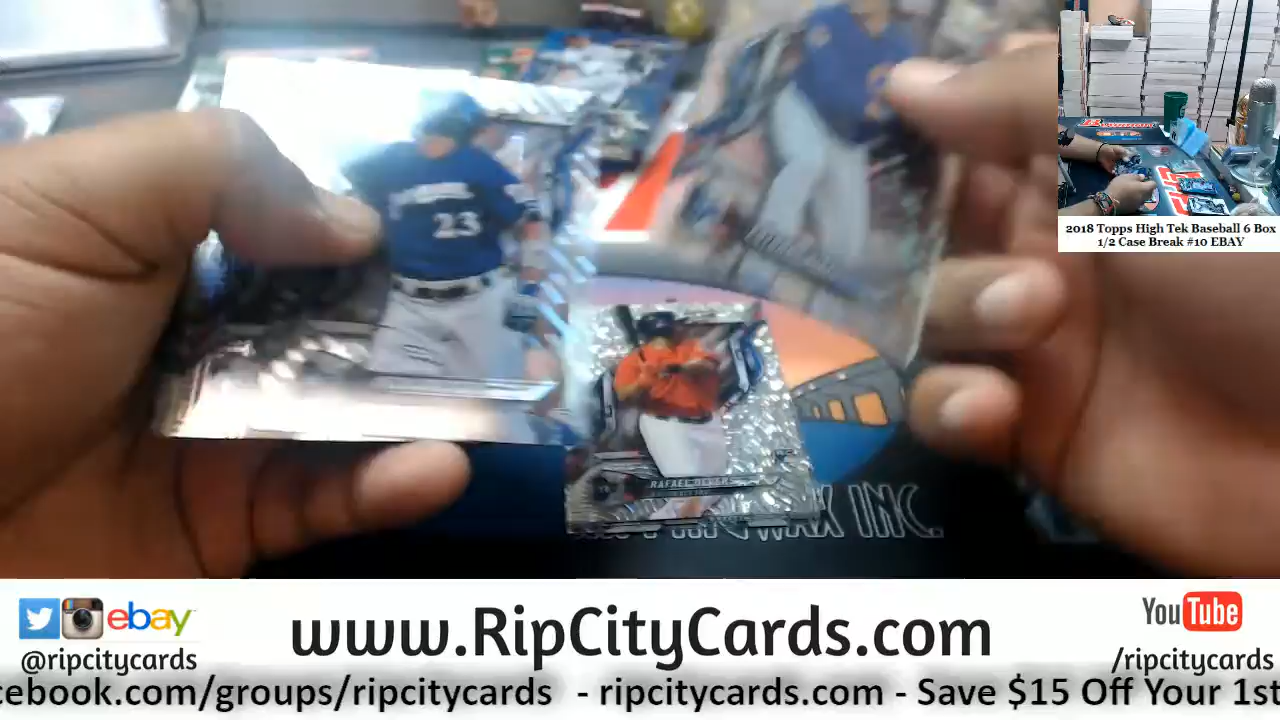 23
RAFAEL DEVERS
WAX INC.
2018 Topps High Tek Baseball 6 Box
1/2 Case Break #10 EBAY
ebay
@ripcitycards
www.RipCityCards.com
YouTube
/ripcitycards
cebook.com/groups/ripcitycards - ripcitycards.com - Save $15 Off Your 1st